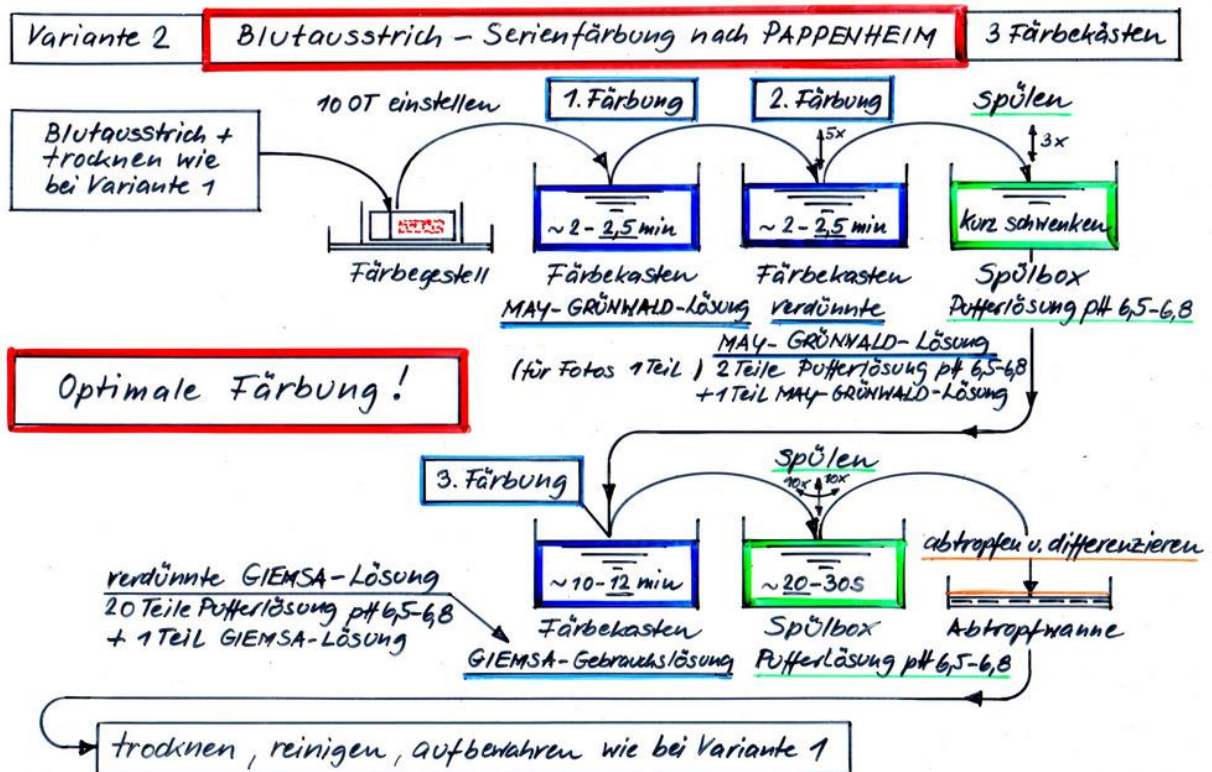 Variante 2
Blutausstrich – Serienfärbung nach PAPPENHEIM
3 Färbekästen
Blutausstrich +
trocknen wie
bei Variante 1
10 OT einstellen
1. Färbung
2. Färbung
5x
Spülen
3x
~ 2 - 2,5 min
~ 2 - 2,5 min
kurz schwenken
Färbegestell
Färbekasten
MAY-GRÜNWALD-Lösung
Färbekasten
verdünnte
MAY-GRÜNWALD-Lösung
(für Fotos 1 Teil) 2 Teile Pufferlösung pH 6,5-6,8
+ 1 Teil MAY-GRÜNWALD-Lösung
Spülbox
Pufferlösung pH 6,5-6,8
Optimale Färbung !
3. Färbung
Spülen
10x 10x
~ 10 - 12 min
~ 20 - 30s
abtropfen u. differenzieren
verdünnte GIEMSA-Lösung
20 Teile Pufferlösung pH 6,5-6,8
+ 1 Teil GIEMSA-Lösung
Färbekasten
GIEMSA-Gebrauchslösung
Spülbox
Pufferlösung pH 6,5-6,8
Abtropfwanne
trocknen, reinigen, aufbewahren wie bei Variante 1